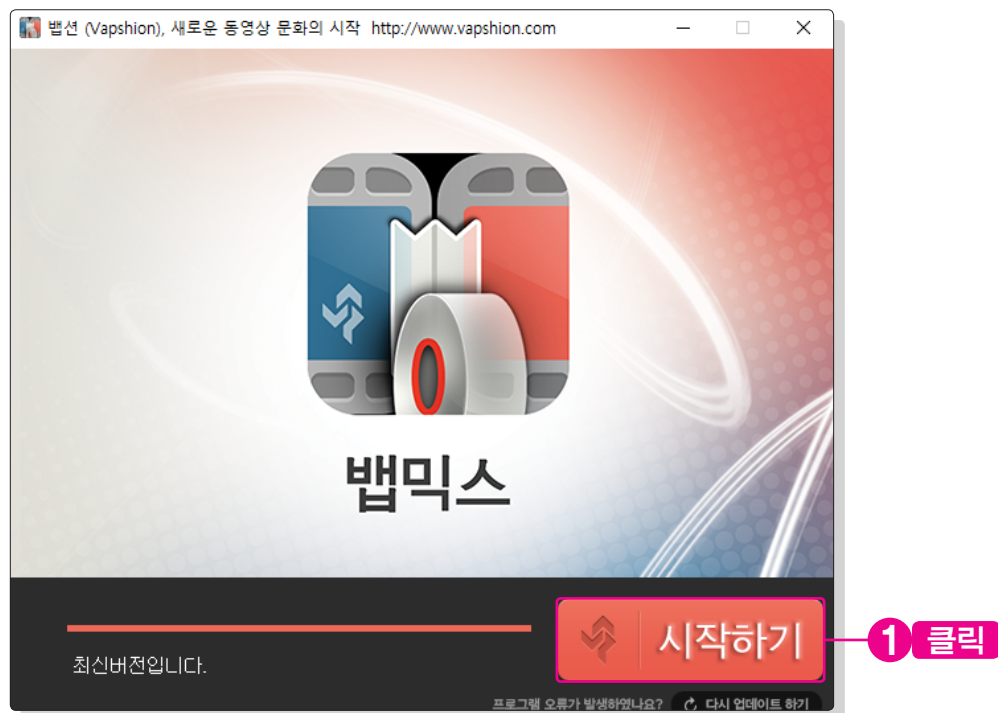 뱁션 (Vapshion), 새로운 동영상 문화의 시작 http://www.vapshion.com
뱁믹스
시작하기
1 클릭
최신버전입니다.
프로그램 오류가 발생하였나요? 다시 업데이트 하기